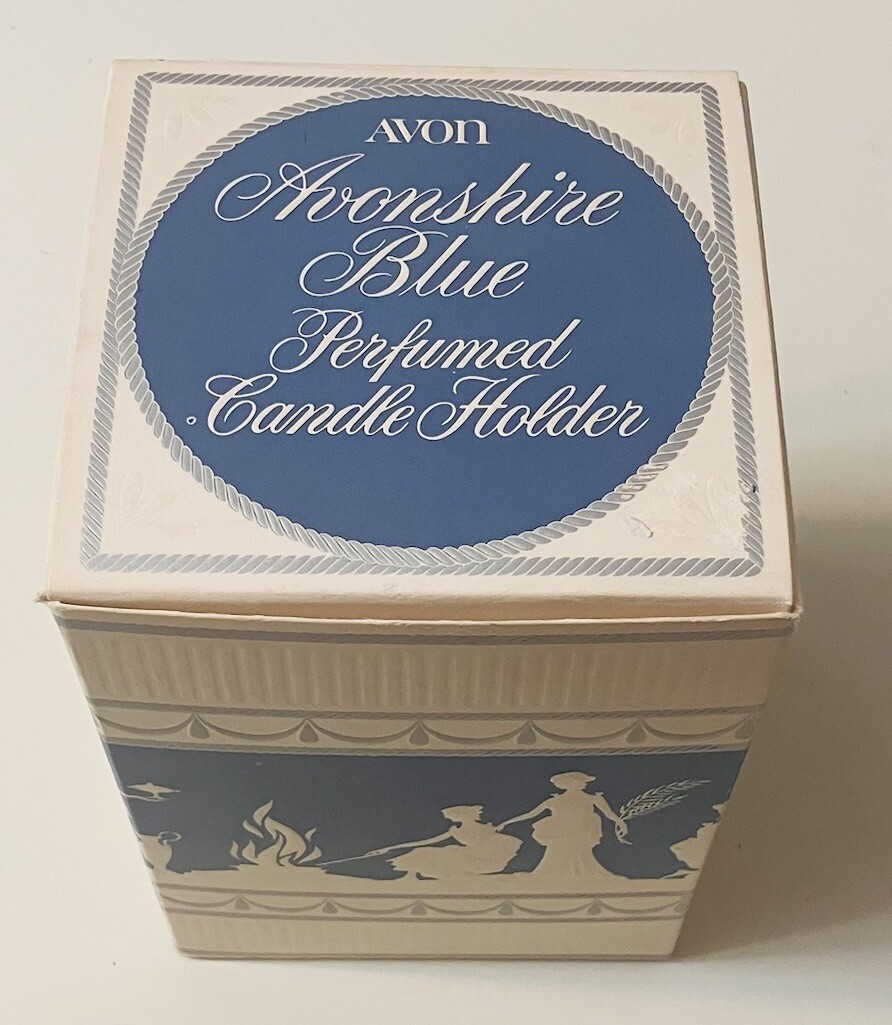 AVON
Avonshire
Blue
Perfumed
Candle Holder